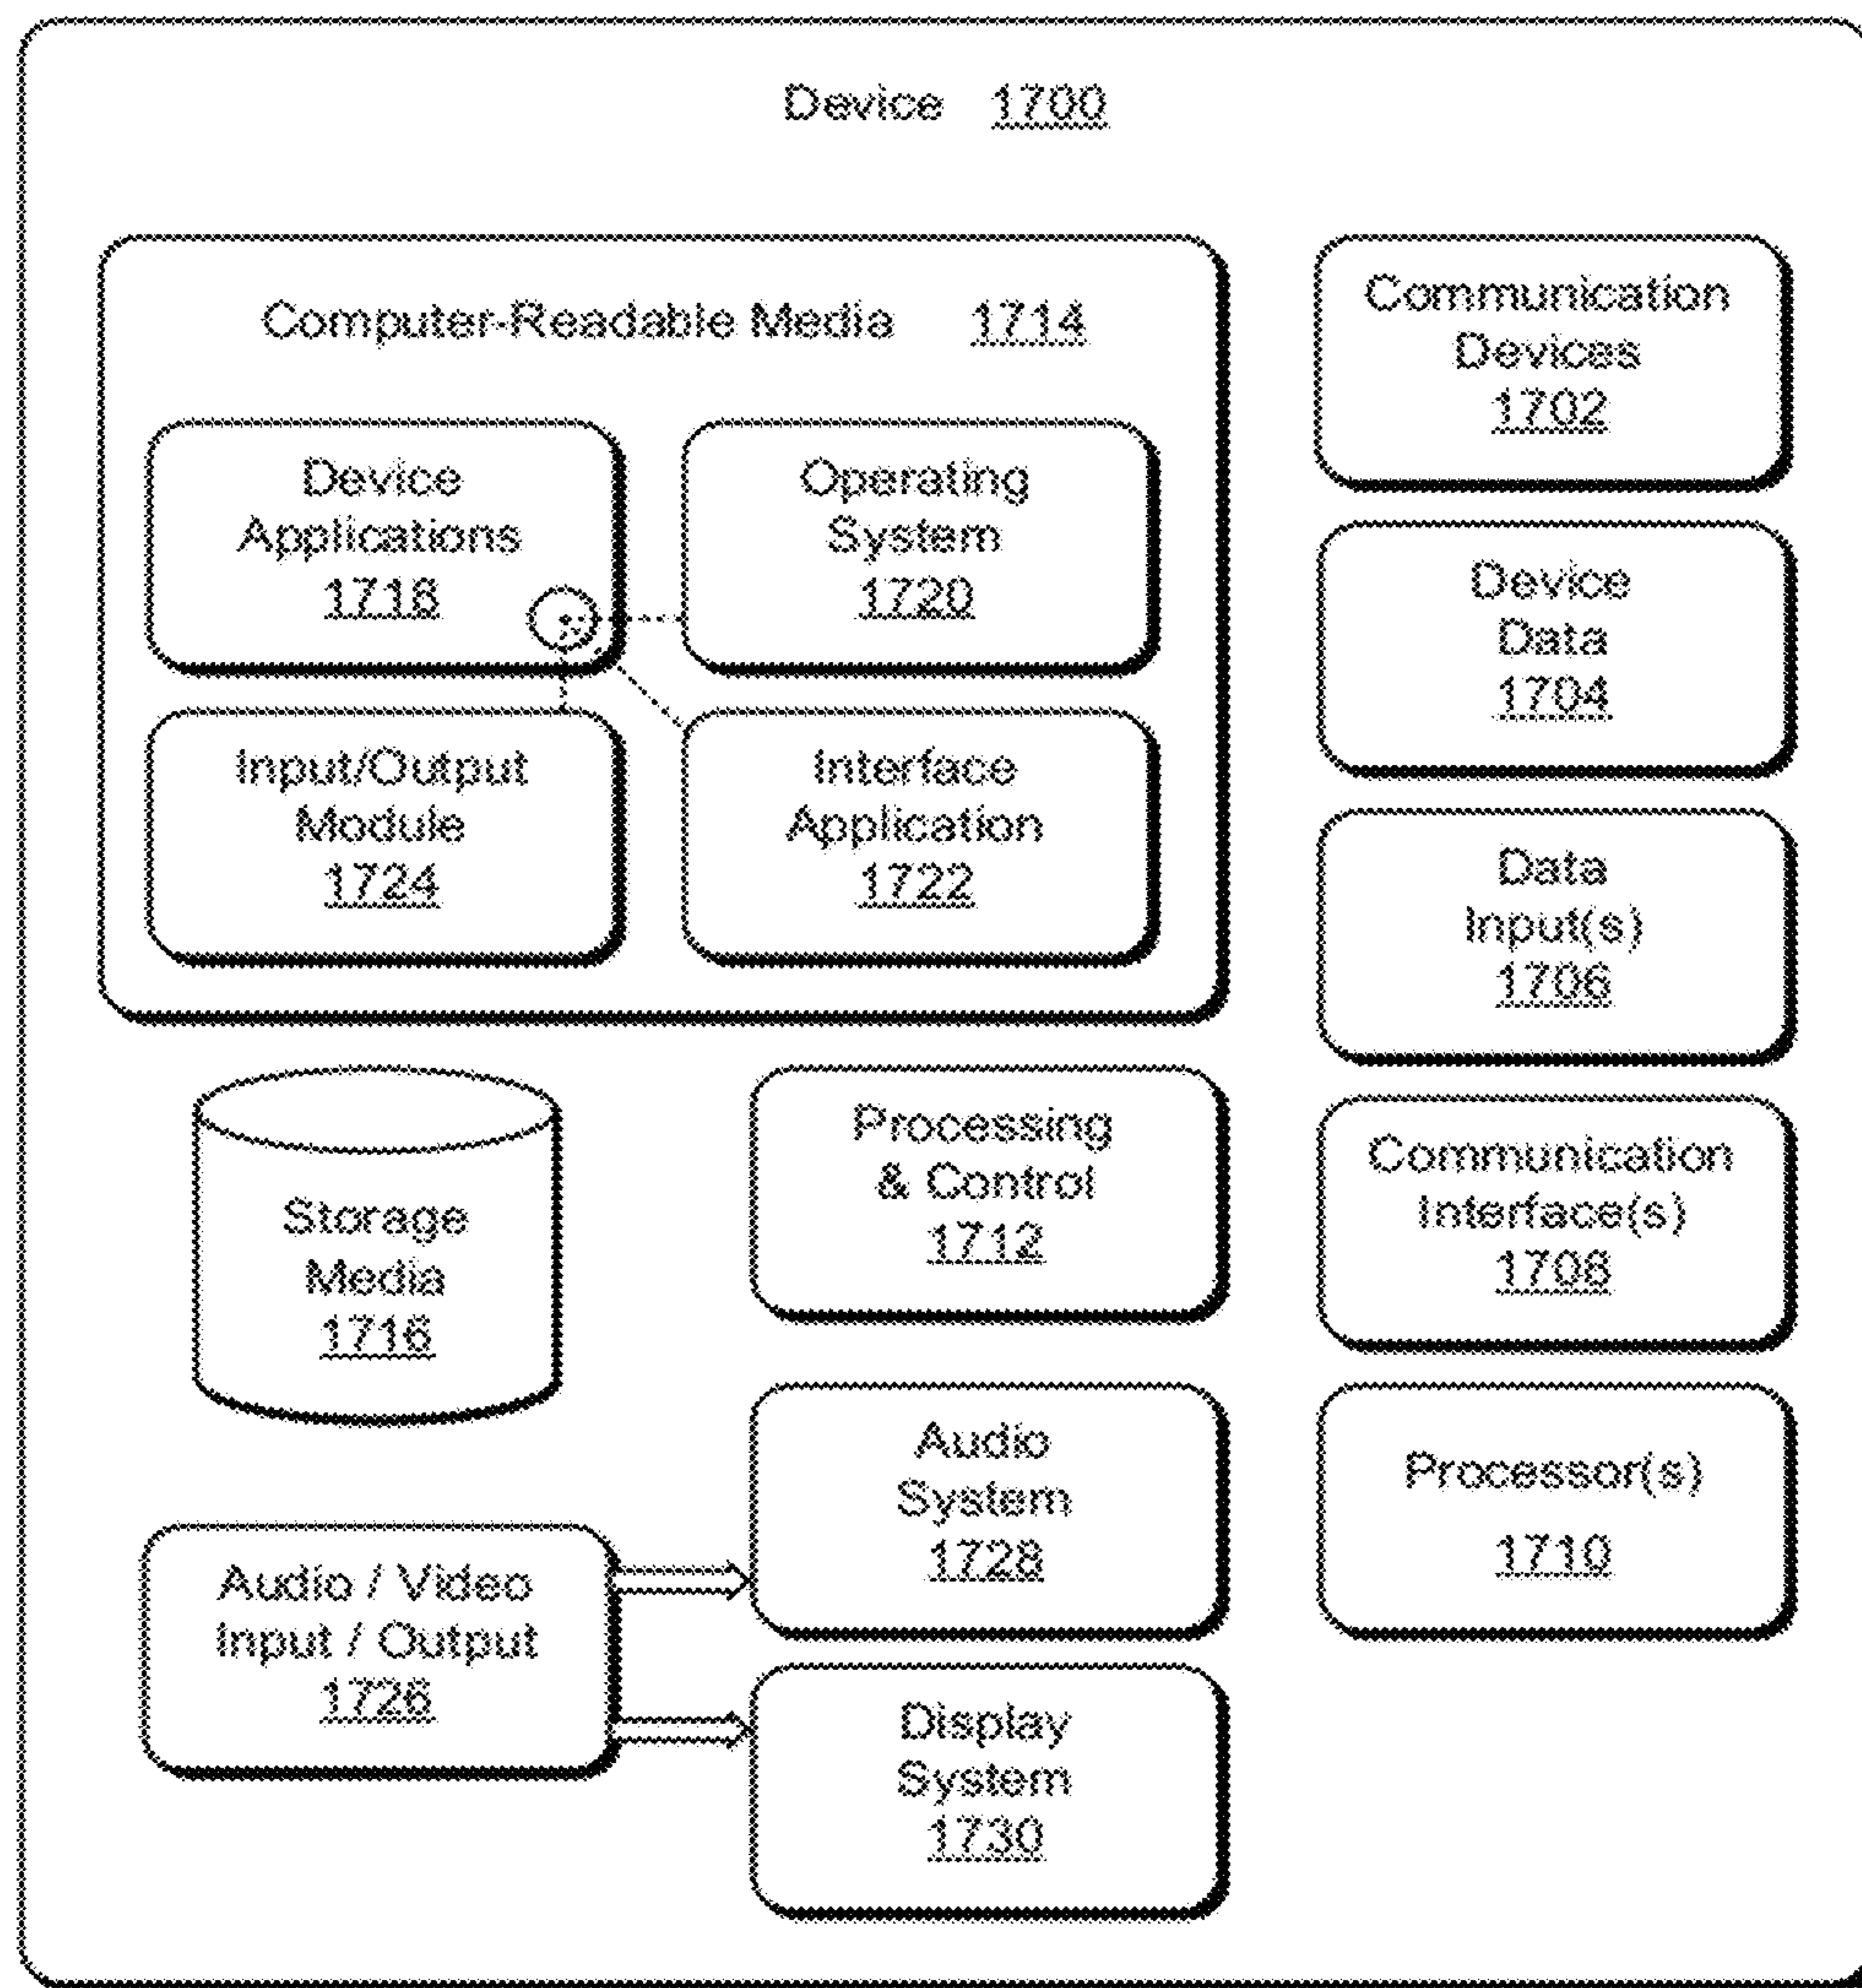 Device 1700
Computer-Readable Media 1714
Device
Applications
1718
Operating
System
1720
Input/Output
Module
1724
Interface
Application
1722
Communication
Devices
1702
Device
Data
1704
Data
Input(s)
1706
Communication
Interface(s)
1708
Processor(s)
1710
Storage
Media
1716
Processing
& Control
1712
Audio / Video
Input / Output
1726
Audio
System
1728
Display
System
1730